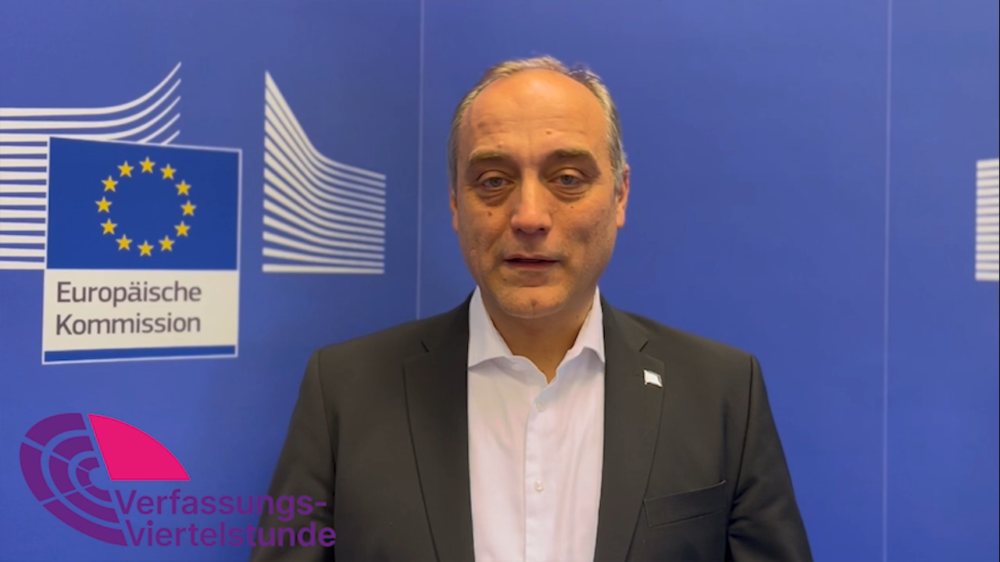 Europäische
Kommission
Verfassungs-
Viertelstunde